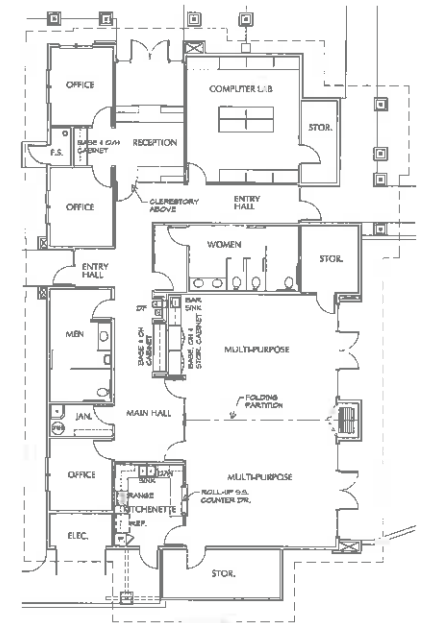 OFFICE
COMPUTER LAB
F.S.
BASE & O/H
CABINET
RECEPTION
STOR.
OFFICE
CLERESTORY
ABOVE
ENTRY
HALL
WOMEN
STOR.
ENTRY
HALL
DF
BAR
SINK
MEN
BASE & OH
CABINET
BASE, OH &
STOR. CABINET
MULTI-PURPOSE
JAN.
MAIN HALL
FOLDING
PARTITION
OFFICE
D/W
SINK
RANGE
KITCHENETTE
REF.
ROLL-UP S.S.
COUNTER DR.
MULTI-PURPOSE
ELEC.
STOR.